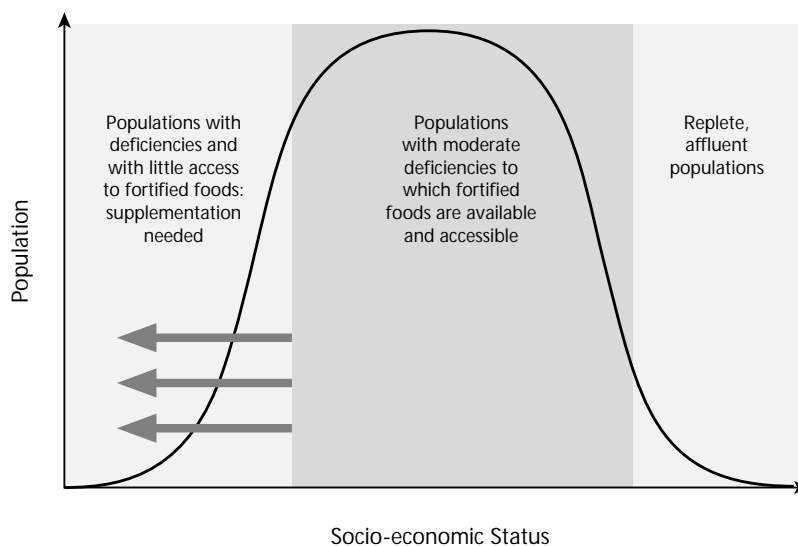 Populations with
deficiencies and
with little access
to fortified foods:
supplementation
needed
Populations
with moderate
deficiencies to
which fortified
foods are available
and accessible
Replete,
affluent
populations
Population
Socio-economic Status